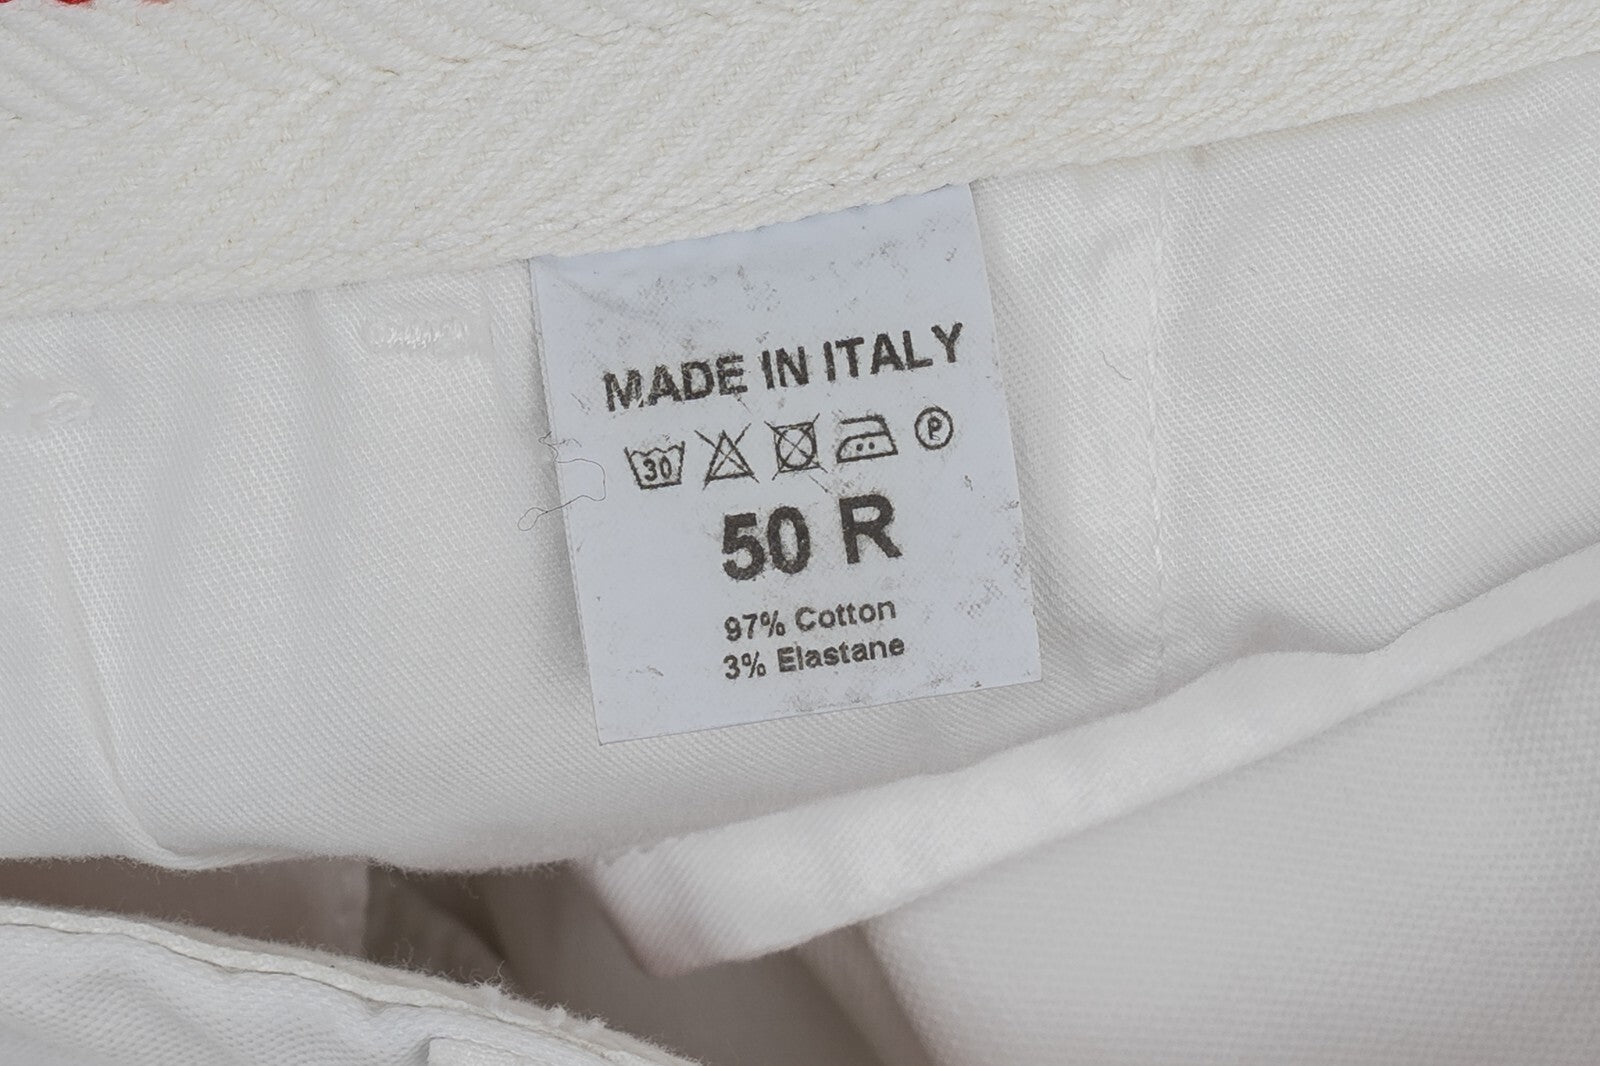 MADE IN ITALY
30 P
50 R
97% Cotton
3% Elastane